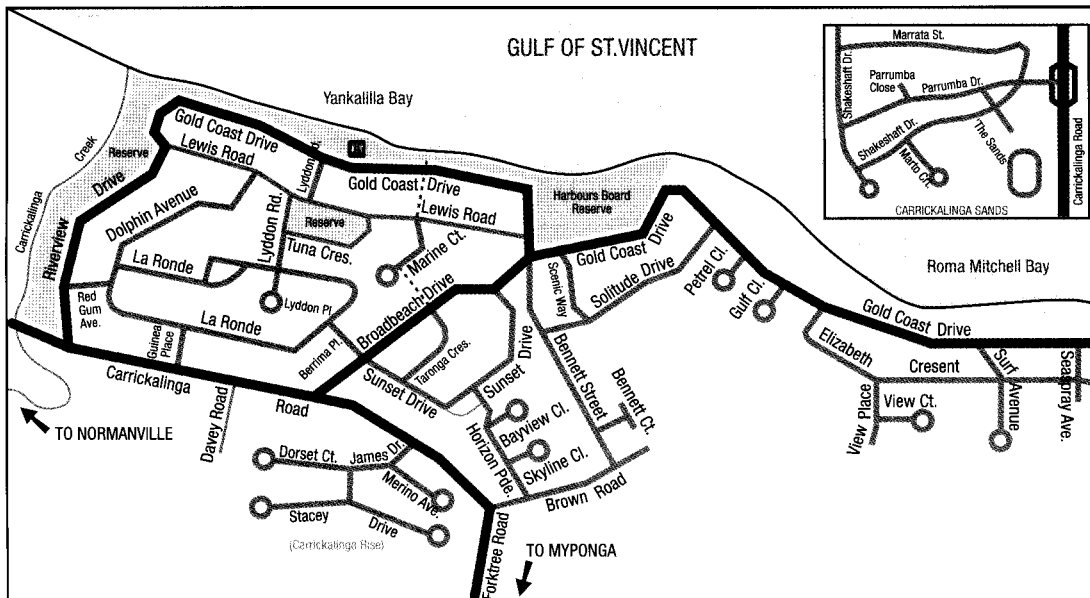 GULF OF ST.VINCENT
Yankalilla Bay
Marrata St.
Shakeshaft Dr.
Parrumba
Close
Parrumba Dr.
Shakeshaft Dr.
Marto Crt.
The Sands
Carrickalinga Road
CARRICKALINGA SANDS
Gold Coast Drive
Lewis Road
Reserve
Creek
Carrickalinga
Riverview Drive
Dolphin Avenue
Lyddon Rd.
Lyddon Rd.
Gold Coast Drive
Lewis Road
Reserve
Tuna Cres.
Marine Ct.
Harbours Board
Reserve
Gold Coast Drive
Scenic Way
Solitude Drive
Petrel Cl.
Gulf Cl.
Roma Mitchell Bay
La Ronde
Lyddon Pl
Broadbeach Drive
Red
Gum
Ave.
La Ronde
Guinea
Place
Berrima Pl.
Taronga Cres.
Sunset Drive
Sunset Drive
Bennett Street
Bennett Ct.
Gold Coast Drive
Elizabeth Cresent
Surf Avenue
Seaspray Ave.
View Place
View Ct.
Carrickalinga Road
Davey Road
TO NORMANVILLE
Horizon Pde.
Bayview Cl.
Skyline Cl.
Brown Road
Dorset Ct.
James Dr.
Merino Ave.
Stacey Drive
(Carrickalinga Rise)
Forktree Road
TO MYPONGA